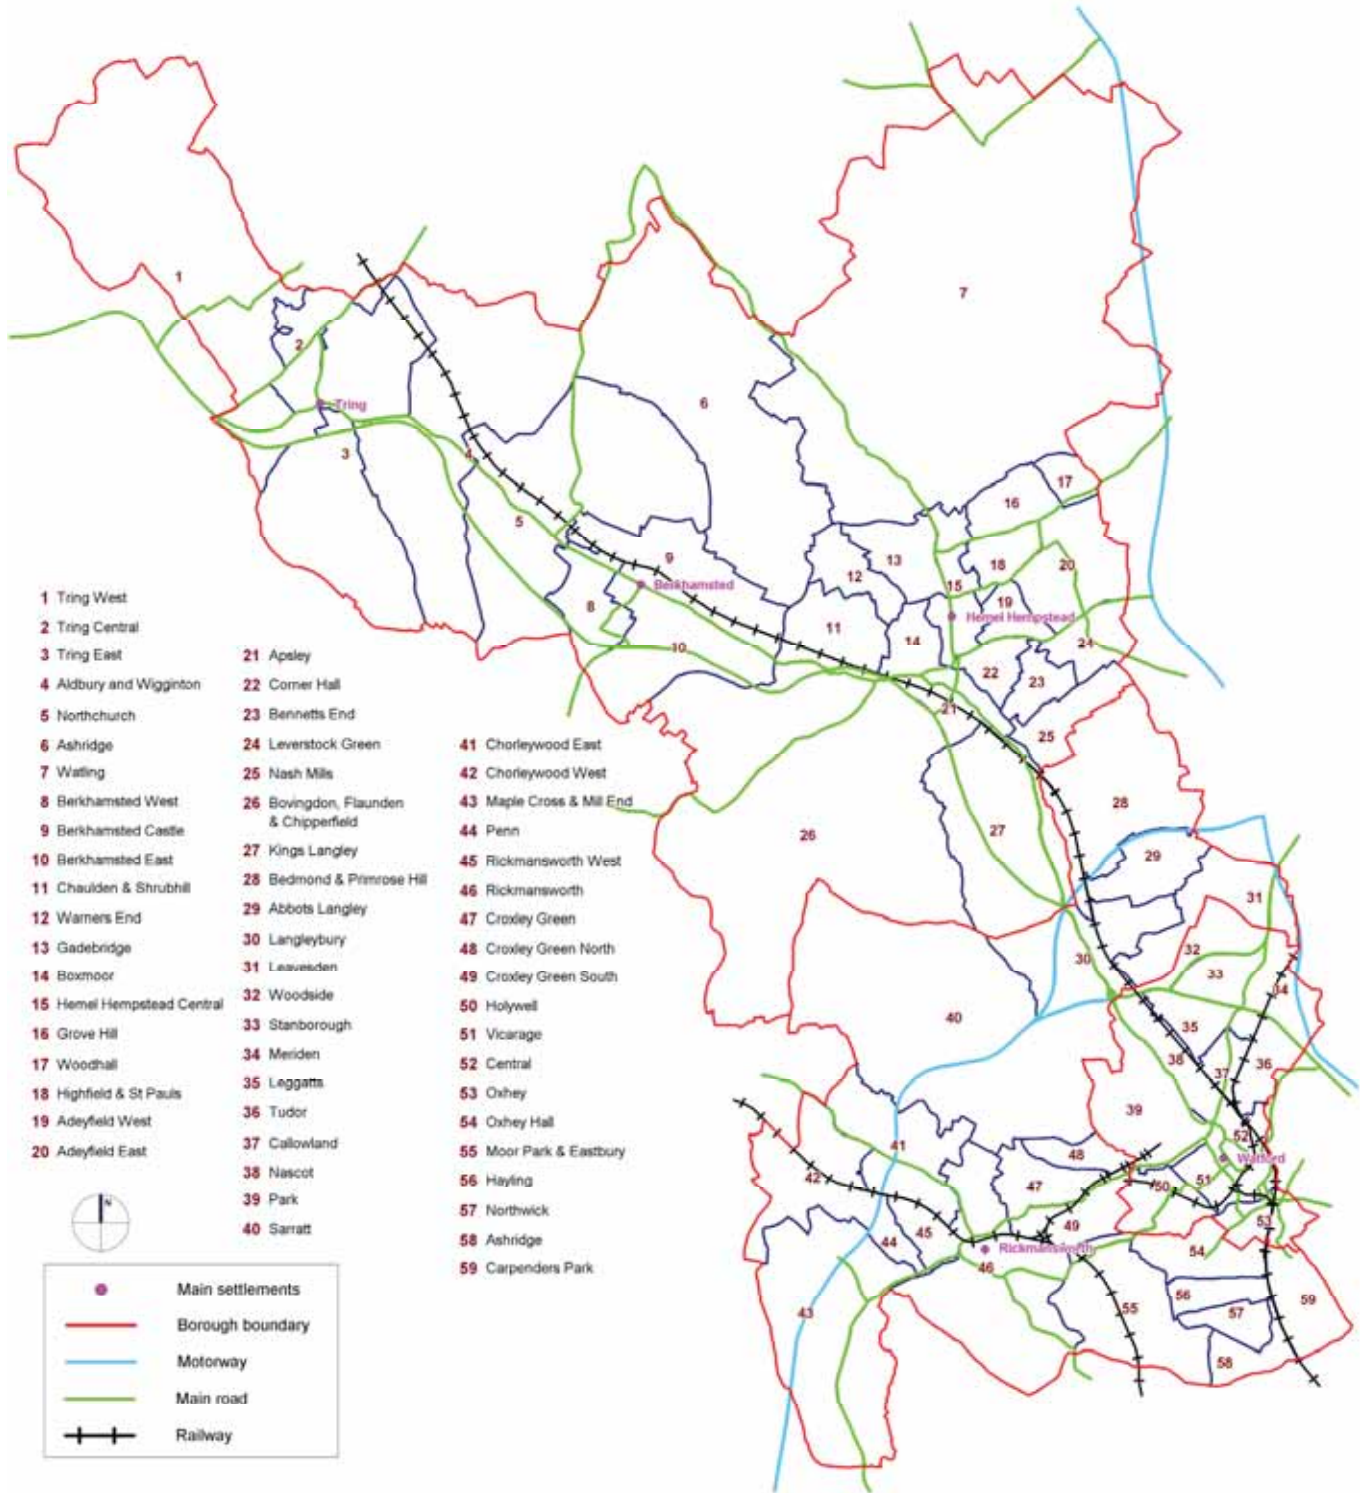 1
2
3
4
5
6
7
8
9
10
11
12
13
14
15
16
17
18
19
20
21
22
23
24
25
26
27
28
29
30
31
32
33
34
35
36
37
38
39
40
41
42
43
44
45
46
47
48
49
50
51
52
53
54
55
56
57
58
59
Tring
Berkhamsted
Hemel Hempstead
Watford
Rickmansworth
1 Tring West
2 Tring Central
3 Tring East
4 Aldbury and Wigginton
5 Northchurch
6 Ashridge
7 Watling
8 Berkhamsted West
9 Berkhamsted Castle
10 Berkhamsted East
11 Chaulden & Shrubhill
12 Warners End
13 Gadebridge
14 Boxmoor
15 Hemel Hempstead Central
16 Grove Hill
17 Woodhall
18 Highfield & St Pauls
19 Adeyfield West
20 Adeyfield East
21 Apsley
22 Corner Hall
23 Bennetts End
24 Leverstock Green
25 Nash Mills
26 Bovingdon, Flaunden
& Chipperfield
27 Kings Langley
28 Bedmond & Primrose Hill
29 Abbots Langley
30 Langleybury
31 Leavesden
32 Woodside
33 Stanborough
34 Meriden
35 Leggatts
36 Tudor
37 Callowland
38 Nascot
39 Park
40 Sarratt
41 Chorleywood East
42 Chorleywood West
43 Maple Cross & Mill End
44 Penn
45 Rickmansworth West
46 Rickmansworth
47 Croxley Green
48 Croxley Green North
49 Croxley Green South
50 Holywell
51 Vicarage
52 Central
53 Oxhey
54 Oxhey Hall
55 Moor Park & Eastbury
56 Hayling
57 Northwick
58 Ashridge
59 Carpenders Park
N
Main settlements
Borough boundary
Motorway
Main road
Railway